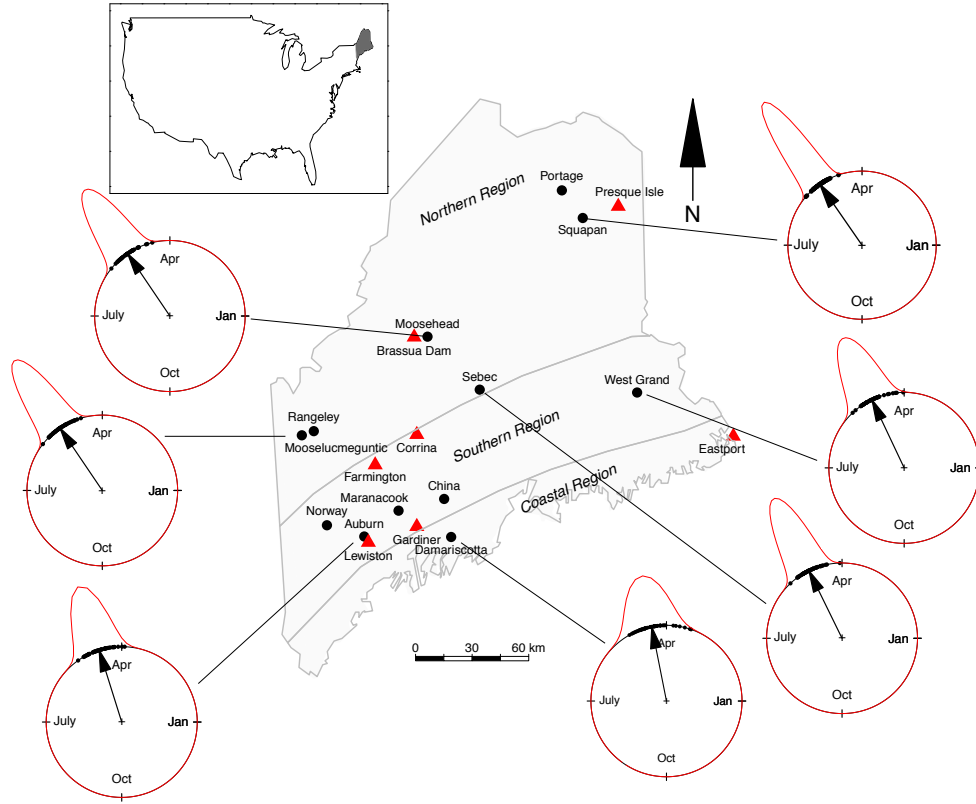 Northern Region
Portage
Presque Isle
Squapan
N
Apr
July
Jan
Oct
Apr
July
Jan
Oct
Moosehead
Brassua Dam
Sebec
West Grand
Rangeley
Mooselucmeguntic
Corrina
Southern Region
Eastport
Farmington
Coastal Region
China
Maranacook
Norway
Auburn
Gardiner
Damariscotta
Lewiston
Apr
July
Jan
Oct
Apr
July
Jan
Oct
Apr
July
Jan
Oct
0 30 60 km
Apr
July
Jan
Oct
Apr
July
Jan
Oct